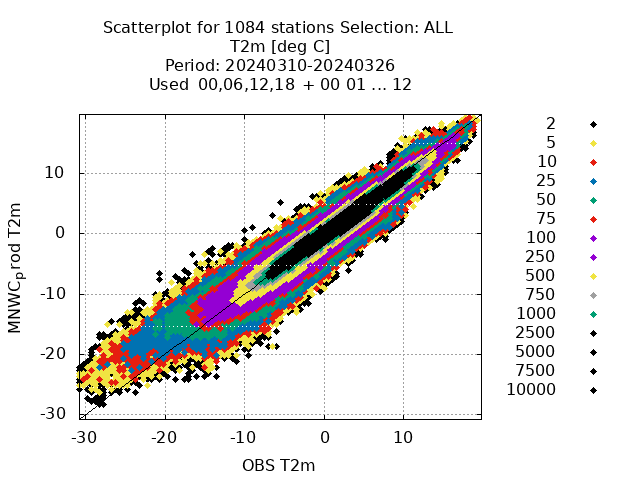 Scatterplot for 1084 stations Selection: ALL
T2m [deg C]
Period: 20240310-20240326
Used 00,06,12,18 + 00 01 ... 12
MNWC_prod T2m
10
0
-10
-20
-30
-30 -20 -10 0 10
OBS T2m
2
5
10
25
50
75
100
250
500
750
1000
2500
5000
7500
10000